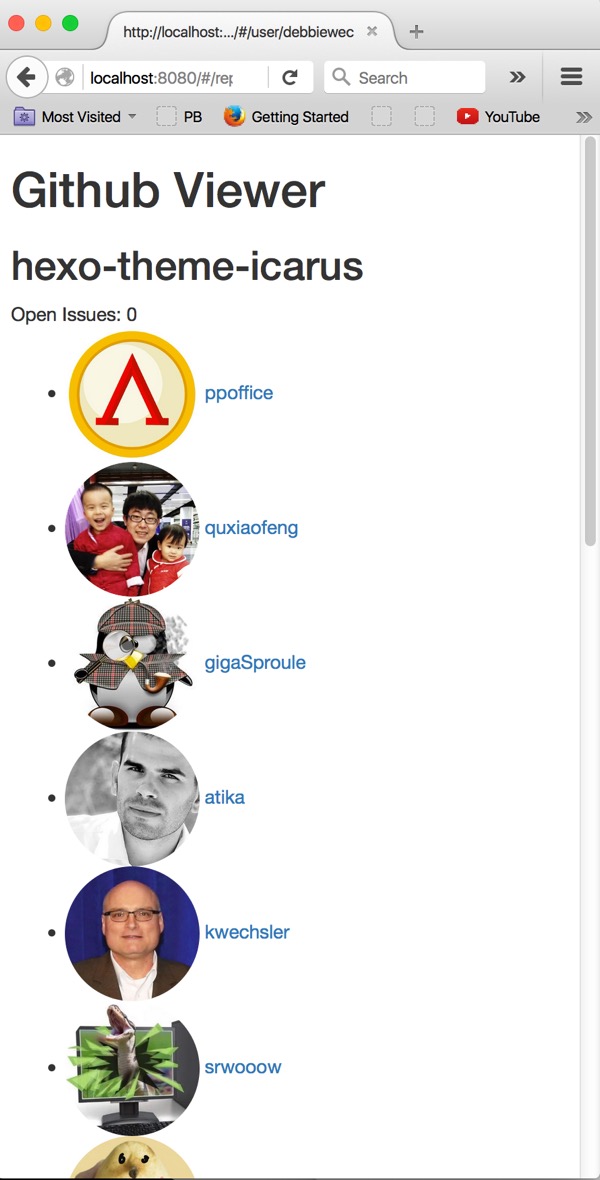 http://localhost:.../#/user/debbiewec
localhost:8080/#/rep
Search
Most Visited
PB
Getting Started
YouTube
Github Viewer
hexo-theme-icarus
Open Issues: 0
ppoffice
quxiaofeng
gigaSproule
atika
kwechsler
srwooow